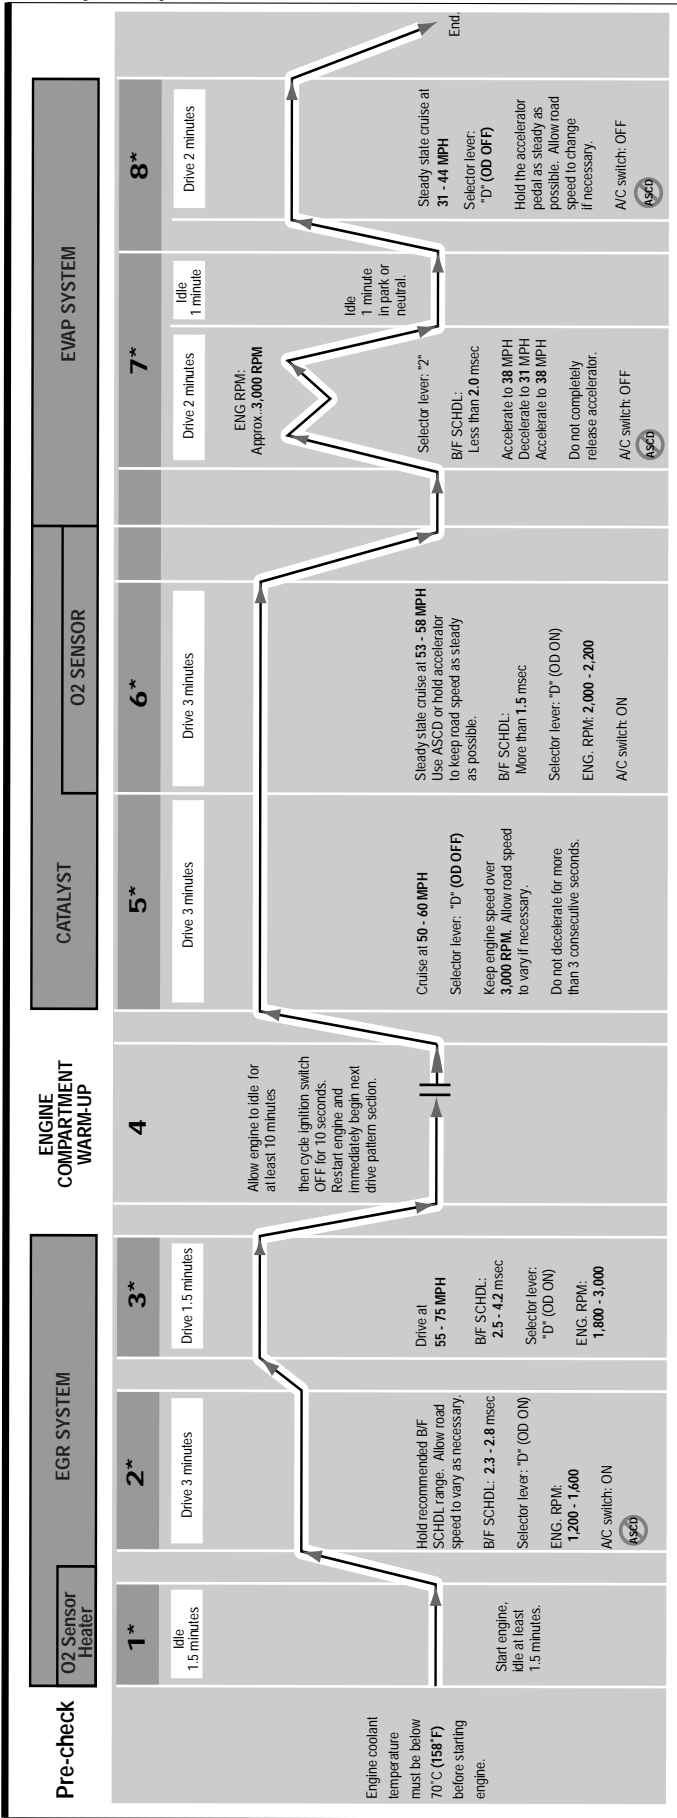 Pre-check
O2 Sensor
Heater
EGR SYSTEM
ENGINE
COMPARTMENT
WARM-UP
CATALYST
O2 SENSOR
EVAP SYSTEM
1*
2*
3*
4
5*
6*
7*
8*
Idle
1.5 minutes
Drive 3 minutes
Drive 1.5 minutes
Drive 3 minutes
Drive 3 minutes
Drive 2 minutes
Idle
1 minute
Drive 2 minutes
Engine coolant
temperature
must be below
70˚C (158˚F)
before starting
engine.
Start engine,
idle at least
1.5 minutes.
Hold recommended B/F
SCHDL range. Allow road
speed to vary as necessary.
B/F SCHDL: 2.3 - 2.8 msec
Selector lever: "D" (OD ON)
ENG. RPM:
1,200 - 1,600
A/C switch: ON
ASCD
Drive at
55 - 75 MPH
B/F SCHDL:
2.5 - 4.2 msec
Selector lever:
"D" (OD ON)
ENG. RPM:
1,800 - 3,000
Allow engine to idle for
at least 10 minutes
then cycle ignition switch
OFF for 10 seconds.
Restart engine and
immediately begin next
drive pattern section.
Cruise at 50 - 60 MPH
Selector lever: "D" (OD OFF)
Keep engine speed over
3,000 RPM. Allow road speed
to vary if necessary.
Do not decelerate for more
than 3 consecutive seconds.
Steady state cruise at 53 - 58 MPH
Use ASCD or hold accelerator
to keep road speed as steady
as possible.
B/F SCHDL:
More than 1.5 msec
Selector lever: "D" (OD ON)
ENG. RPM: 2,000 - 2,200
A/C switch: ON
ENG RPM:
Approx..3,000 RPM
Selector lever: "2"
B/F SCHDL:
Less than 2.0 msec
Accelerate to 38 MPH
Decelerate to 31 MPH
Accelerate to 38 MPH
Do not completely
release accelerator.
A/C switch: OFF
ASCD
Idle
1 minute
in park or
neutral.
Steady state cruise at
31 - 44 MPH
Selector lever:
"D" (OD OFF)
Hold the accelerator
pedal as steady as
possible. Allow road
speed to change
if necessary.
A/C switch: OFF
ASCD
End.